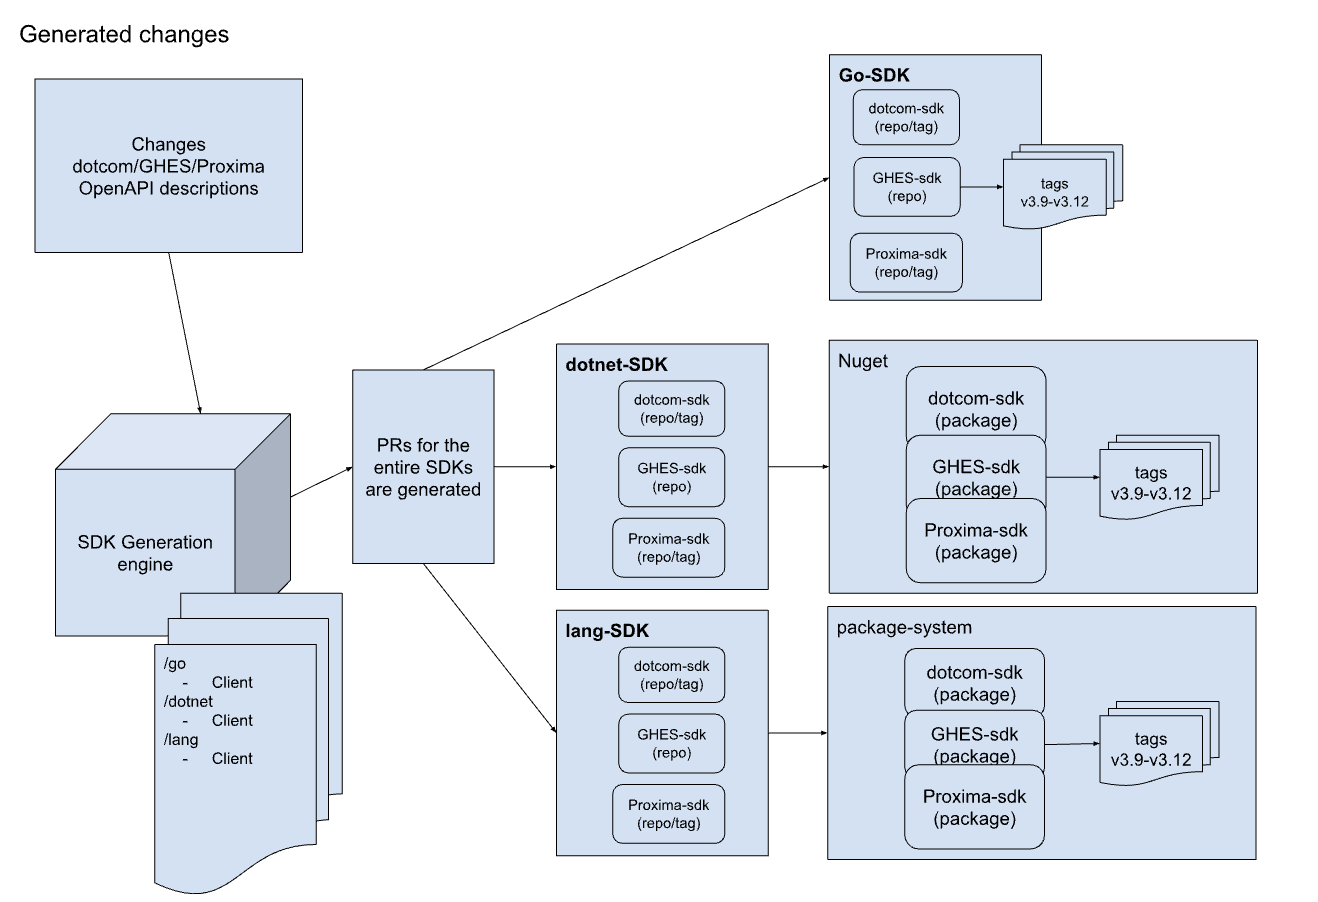 Generated changes
Changes
dotcom/GHES/Proxima
OpenAPI descriptions
SDK Generation
engine
/go
- Client
/dotnet
- Client
/lang
- Client
PRs for the
entire SDKs
are generated
Go-SDK
dotcom-sdk
(repo/tag)
GHES-sdk
(repo)
Proxima-sdk
(repo/tag)
tags
v3.9-v3.12
dotnet-SDK
dotcom-sdk
(repo/tag)
GHES-sdk
(repo)
Proxima-sdk
(repo/tag)
Nuget
dotcom-sdk
(package)
GHES-sdk
(package)
Proxima-sdk
(package)
tags
v3.9-v3.12
lang-SDK
dotcom-sdk
(repo/tag)
GHES-sdk
(repo)
Proxima-sdk
(repo/tag)
package-system
dotcom-sdk
(package)
GHES-sdk
(package)
Proxima-sdk
(package)
tags
v3.9-v3.12